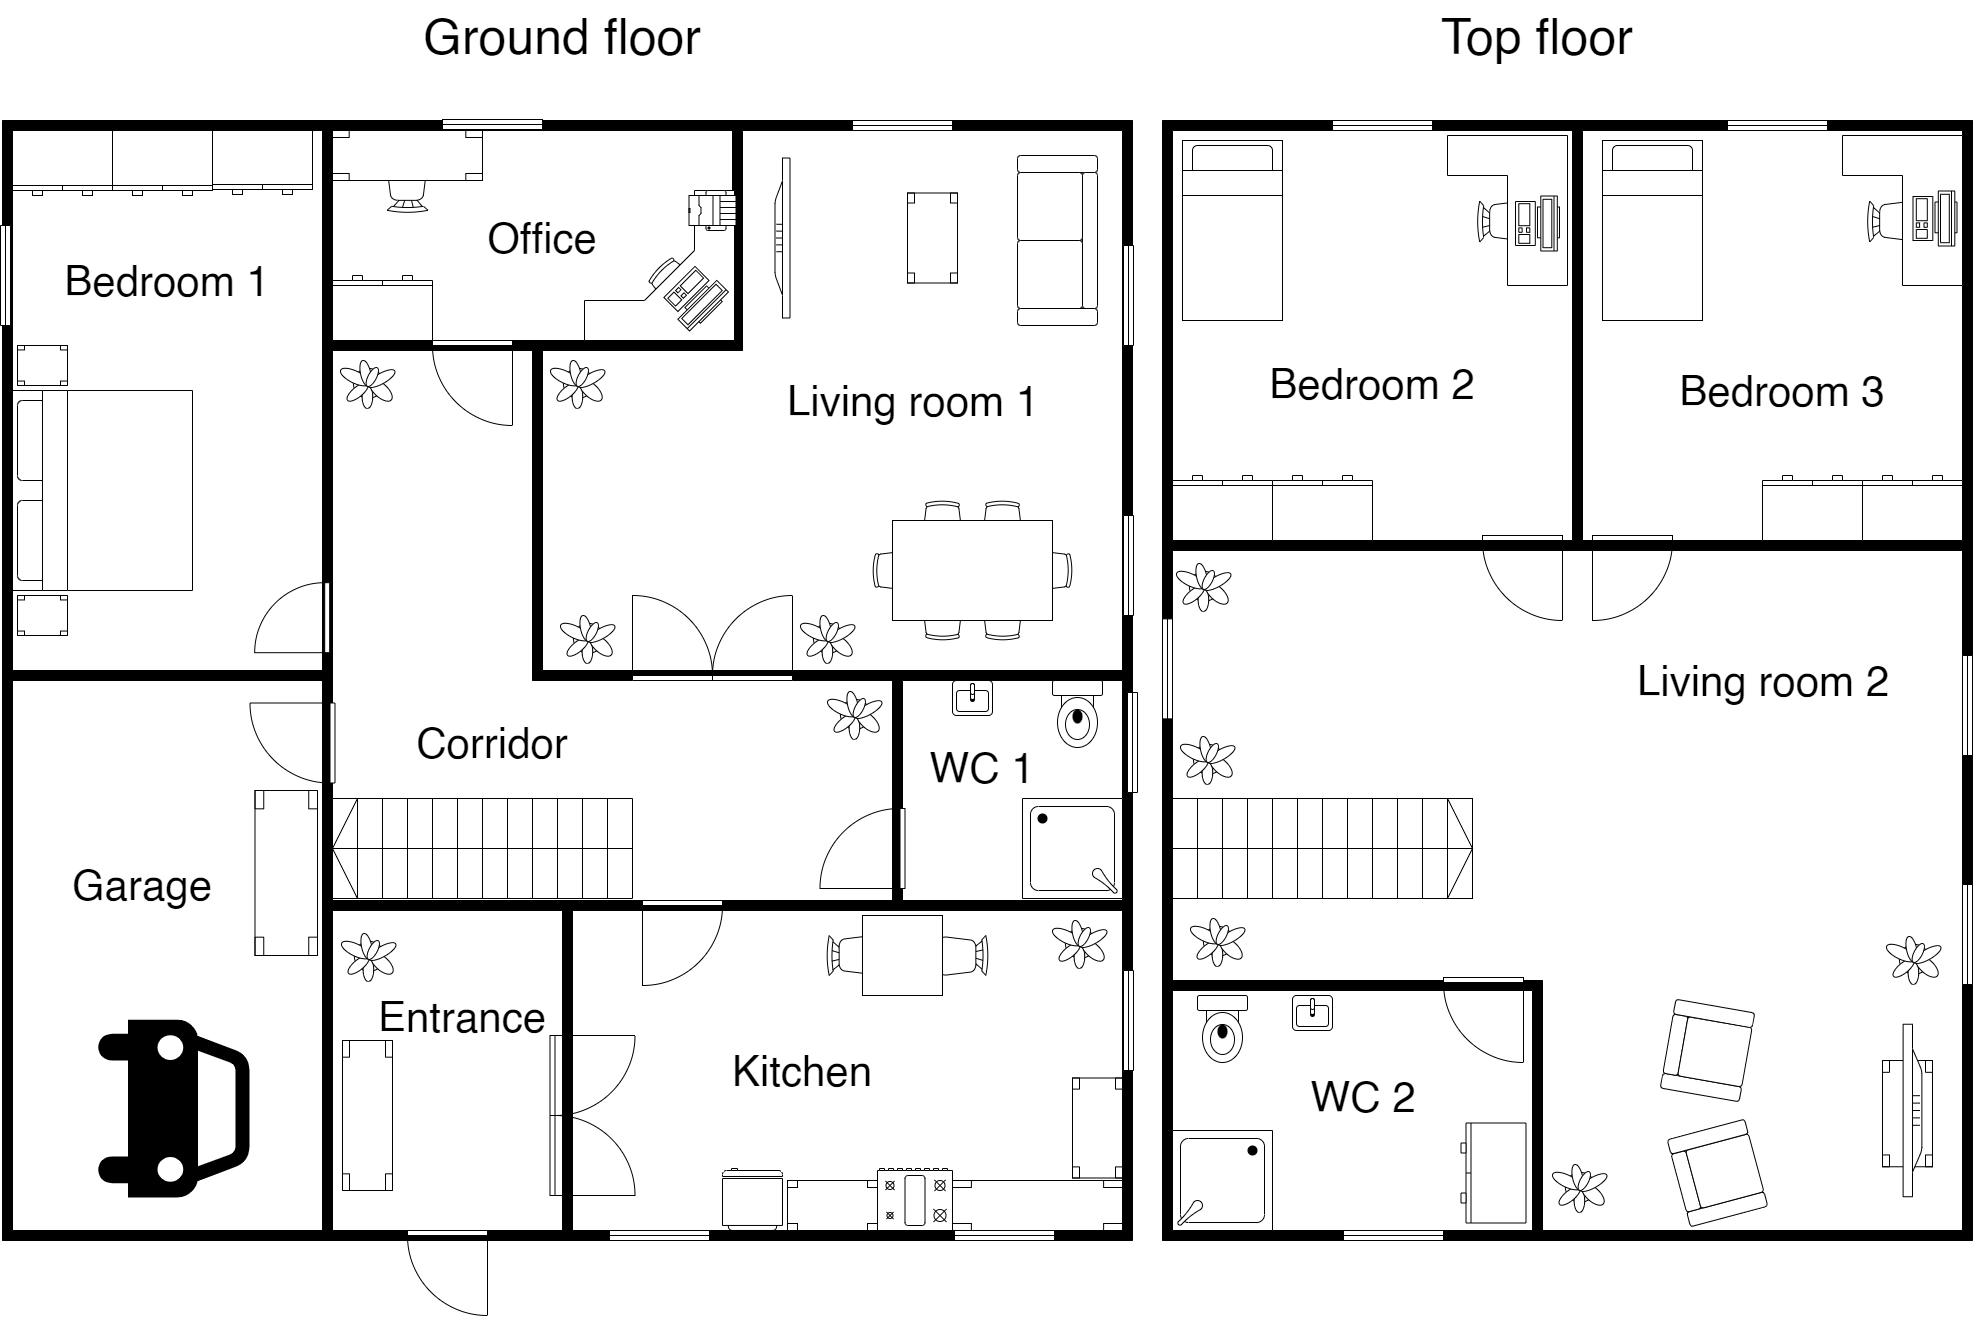 Ground floor
Top floor
Office
Bedroom 1
Living room 1
Bedroom 2
Bedroom 3
Living room 2
Corridor
WC 1
Garage
Entrance
Kitchen
WC 2